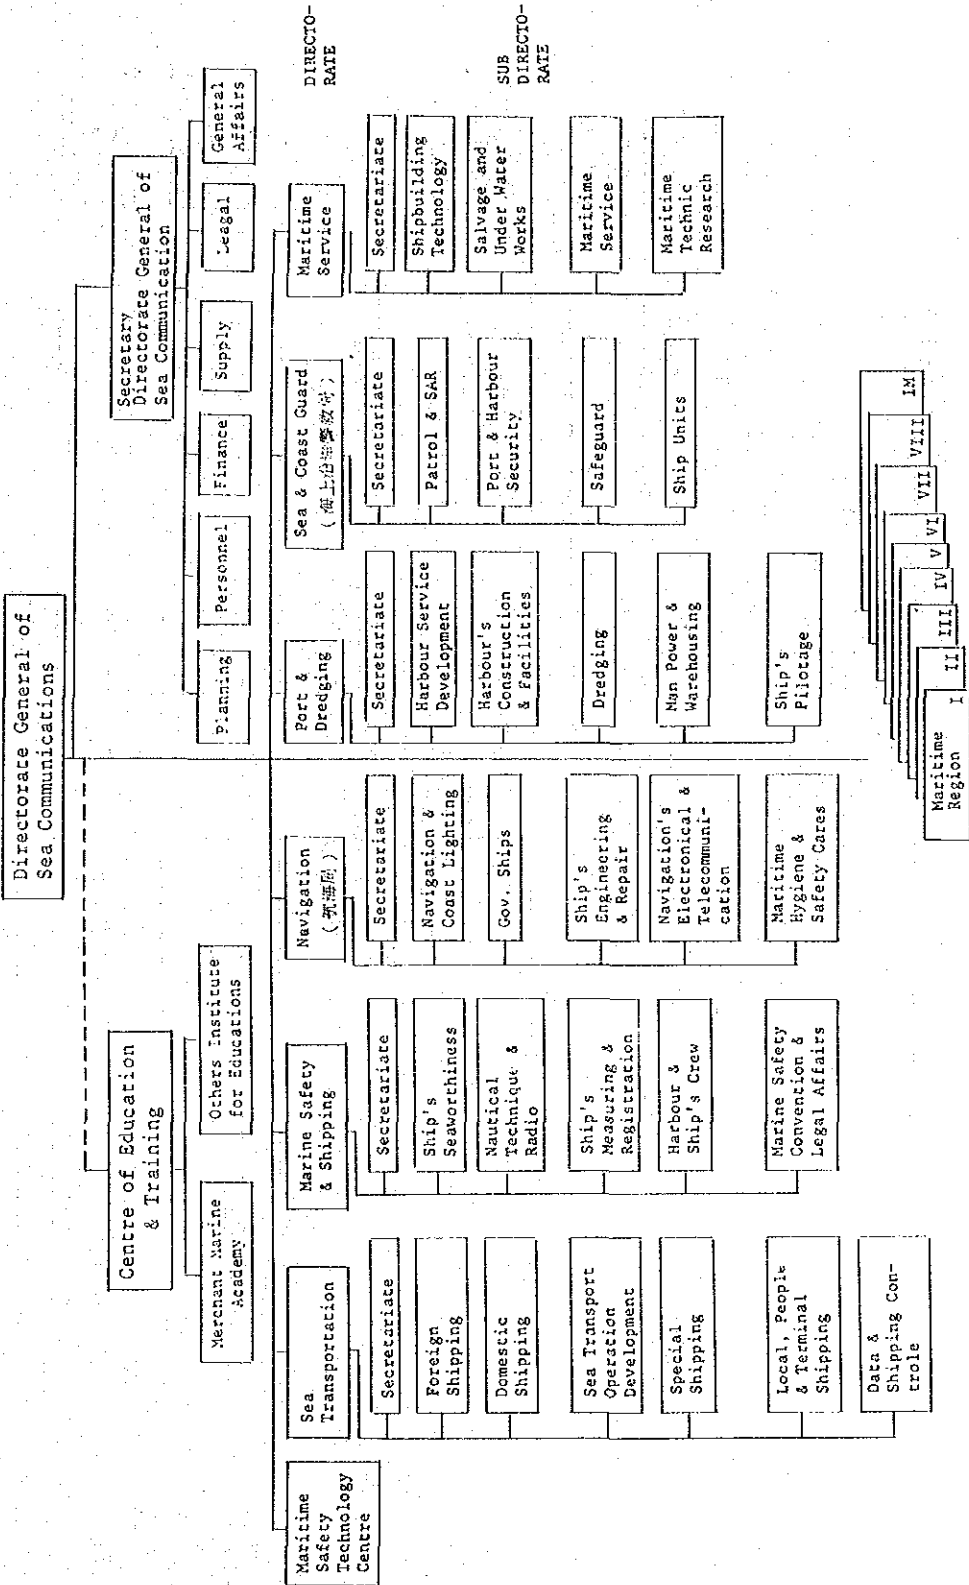 Directorate General of
Sea Communications
Centre of Education
& Training
Secretary
Directorate General of
Sea Communication
Merchant Marine
Academy
Others Institute
for Educations
Planning
Personnel
Finance
Supply
Leagal
General
Affairs
Maritime
Safety
Technology
Centre
Sea
Transportation
Marine Safety
& Shipping
Navigation
Port &
Dredging
Sea & Coast Guard
Maritime
Service
DIRECTO-
RATE
Secretariate
Foreign
Shipping
Domestic
Shipping
Sea Transport
Operation
Development
Special
Shipping
Local, People
& Terminal
Shipping
Data &
Shipping Con-
trole
Secretariate
Ship's
Seaworthiness
Nautical
Technique &
Radio
Ship's
Measuring &
Registration
Harbour &
Ship's Crew
Marine Safety
Convention &
Legal Affairs
Secretariate
Navigation &
Coast Lighting
Gov. Ships
Ship's
Engineering
& Repair
Navigation's
Electronical &
Telecommuni-
cation
Maritime
Hygiene &
Safety Cares
Secretariate
Harbour Service
Development
Harbour's
Construction
& Facilities
Dredging
Man Power &
Warehousing
Ship's
Pilotage
Secretariate
Patrol & SAR
Port & Harbour
Security
Safeguard
Ship Units
Secretariate
Shipbuilding
Technology
Salvage and
Under Water
Works
Maritime
Service
Maritime
Technic
Research
SUB
DIRECTO-
RATE
Maritime
Region I
II
III
IV
V
VI
VII
VIII
IM